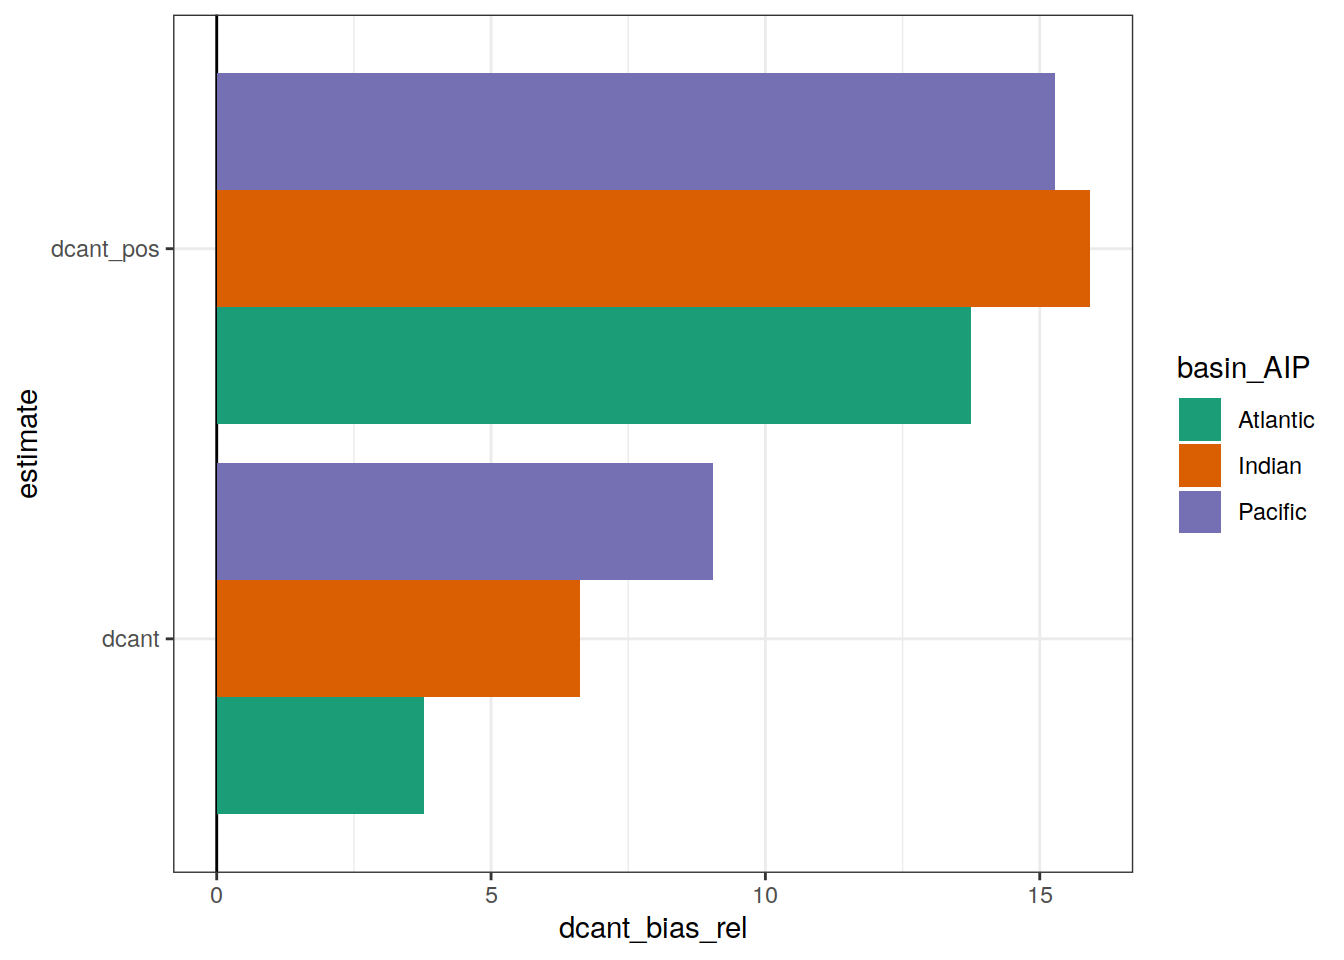 estimate
dcant_pos
dcant
0
5
10
15
dcant_bias_rel
basin_AIP
Atlantic
Indian
Pacific